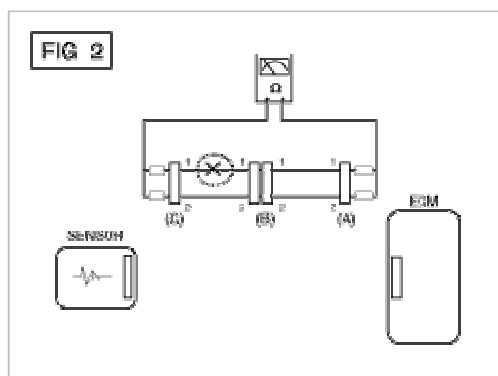 FIG 2
Ω
1 1 1 1
2 2 2 2
(C) (B) (A)
SENSOR
ECM